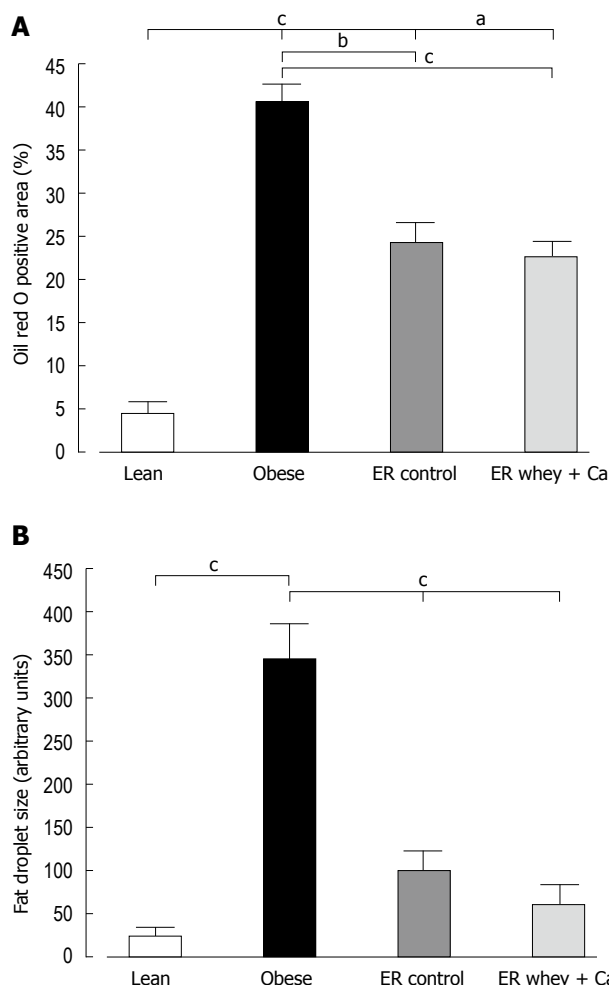 A
c a
b
c
Oil red O positive area (%)
45
40
35
30
25
20
15
10
5
0
Lean Obese ER control ER whey + Ca
B
c c
Fat droplet size (arbitrary units)
450
400
350
300
250
200
150
100
50
0
Lean Obese ER control ER whey + Ca